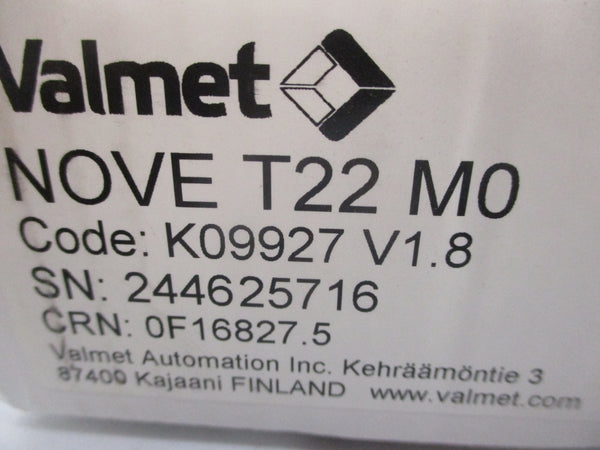 Valmet
NOVE T22 M0
Code: K09927 V1.8
SN: 244625716
CRN: 0F16827.5
Valmet Automation Inc. Kehräämöntie 3
87400 Kajaani FINLAND www.valmet.com